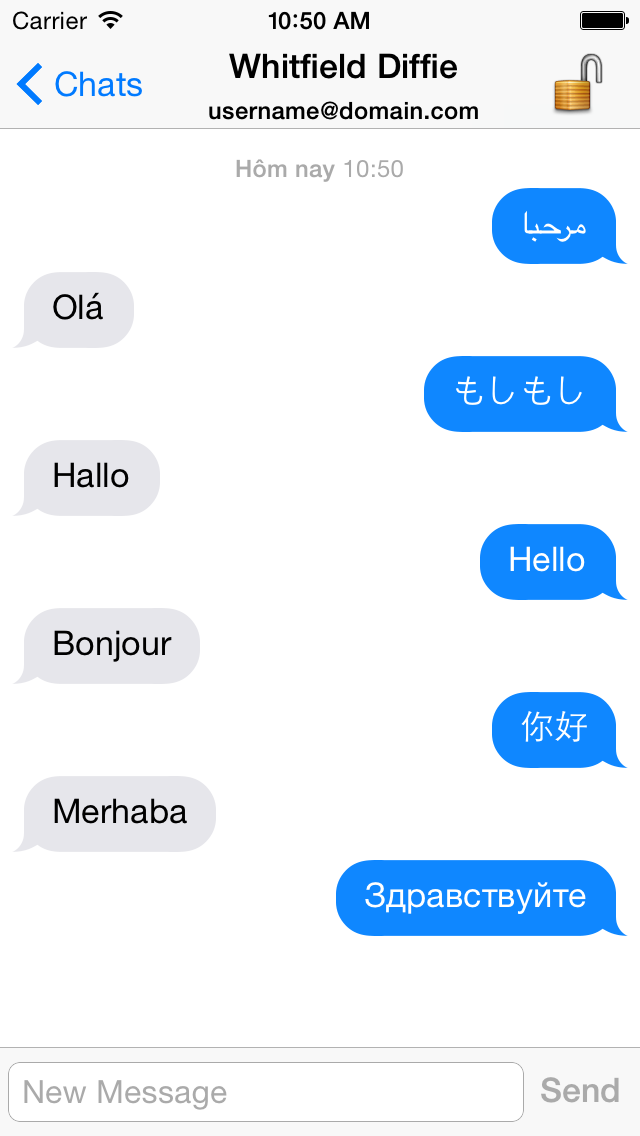 Carrier 10:50 AM
Whitfield Diffie
Chats
username@domain.com
Hôm nay 10:50
مرحبا
Olá
もしもし
Hallo
Hello
Bonjour
你好
Merhaba
Здравствуйте
New Message Send